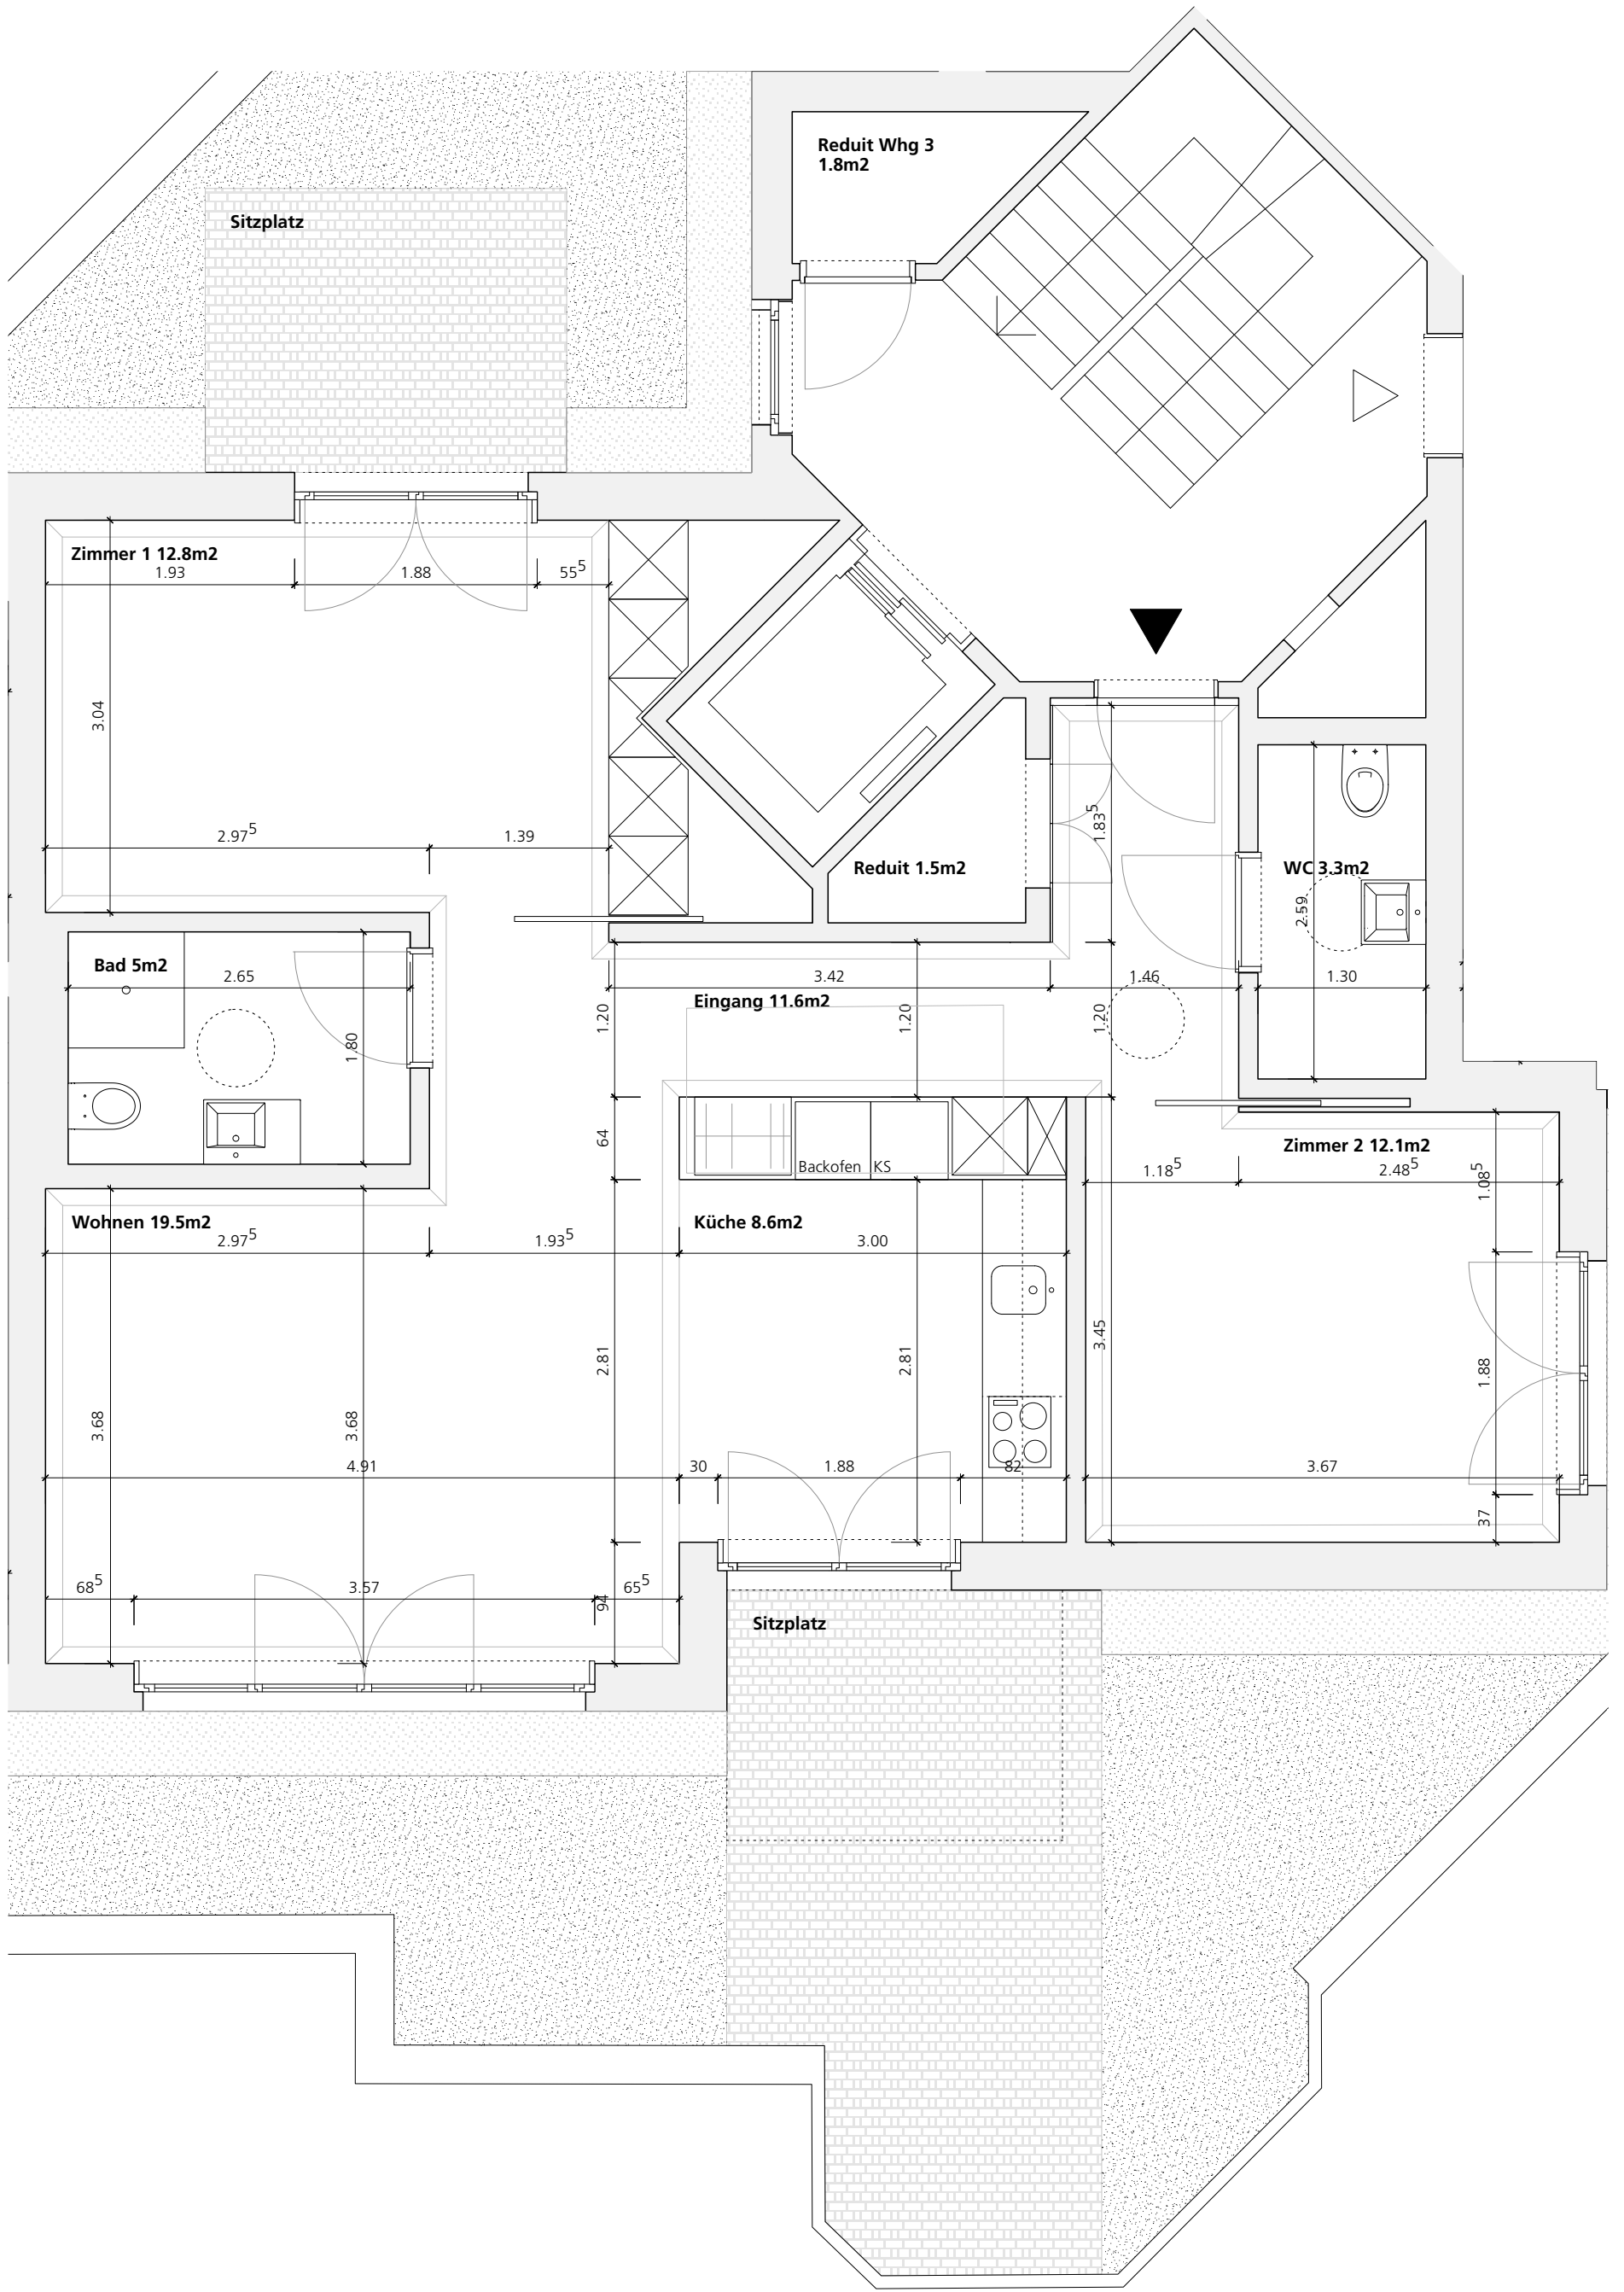 Reduit Whg 3
1.8m2
Sitzplatz
Zimmer 1 12.8m2
1.93
1.88
55⁵
3.04
2.97⁵
1.39
Reduit 1.5m2
1.83⁵
WC 3.3m2
2.59
Bad 5m2
2.65
1.80
3.42
1.46
1.30
Eingang 11.6m2
1.20
1.20
1.20
64
Backofen
KS
Zimmer 2 12.1m2
1.18⁵
2.48⁵
1.08⁵
Wohnen 19.5m2
2.97⁵
1.93⁵
Küche 8.6m2
3.00
2.81
2.81
3.45
1.88
3.68
3.68
4.91
30
1.88
82
3.67
37
68⁵
3.57
65⁵
94
Sitzplatz